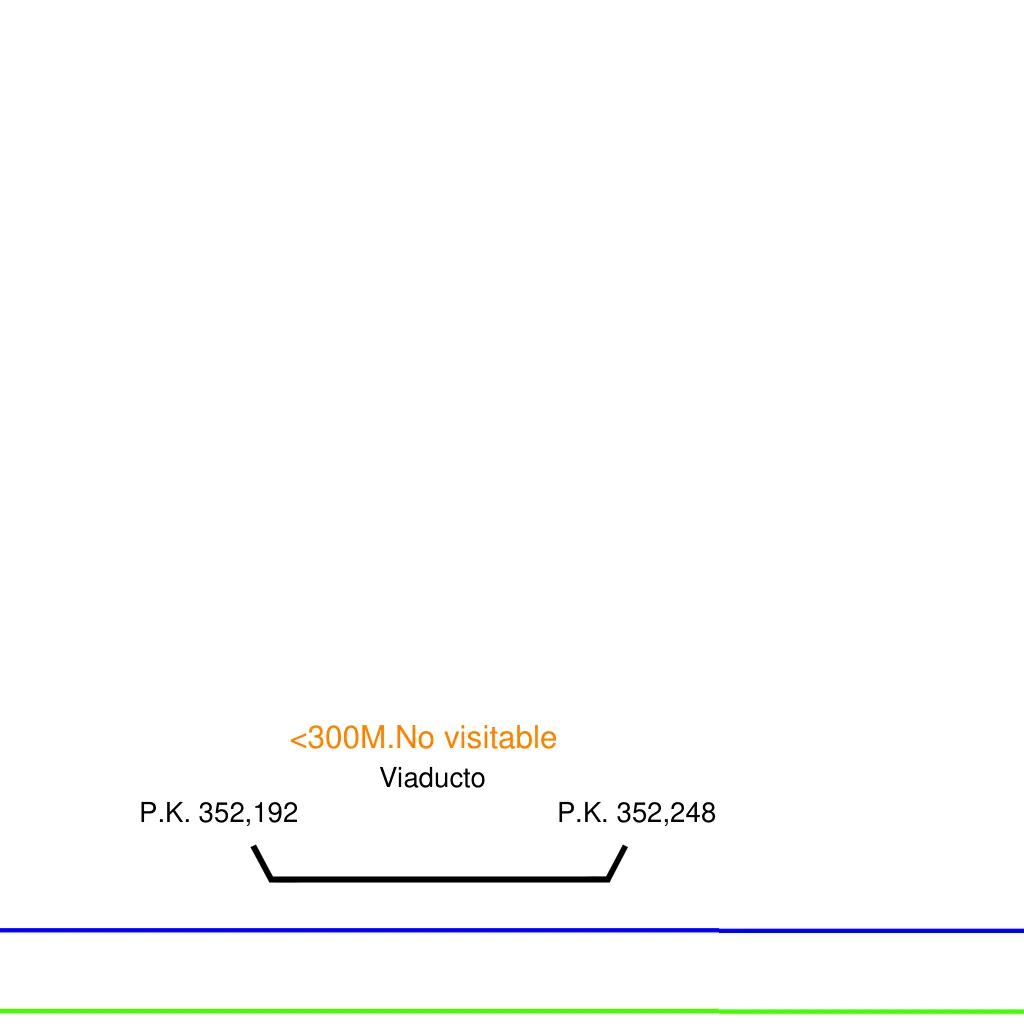 <300M.No visitable
Viaducto
P.K. 352,192
P.K. 352,248